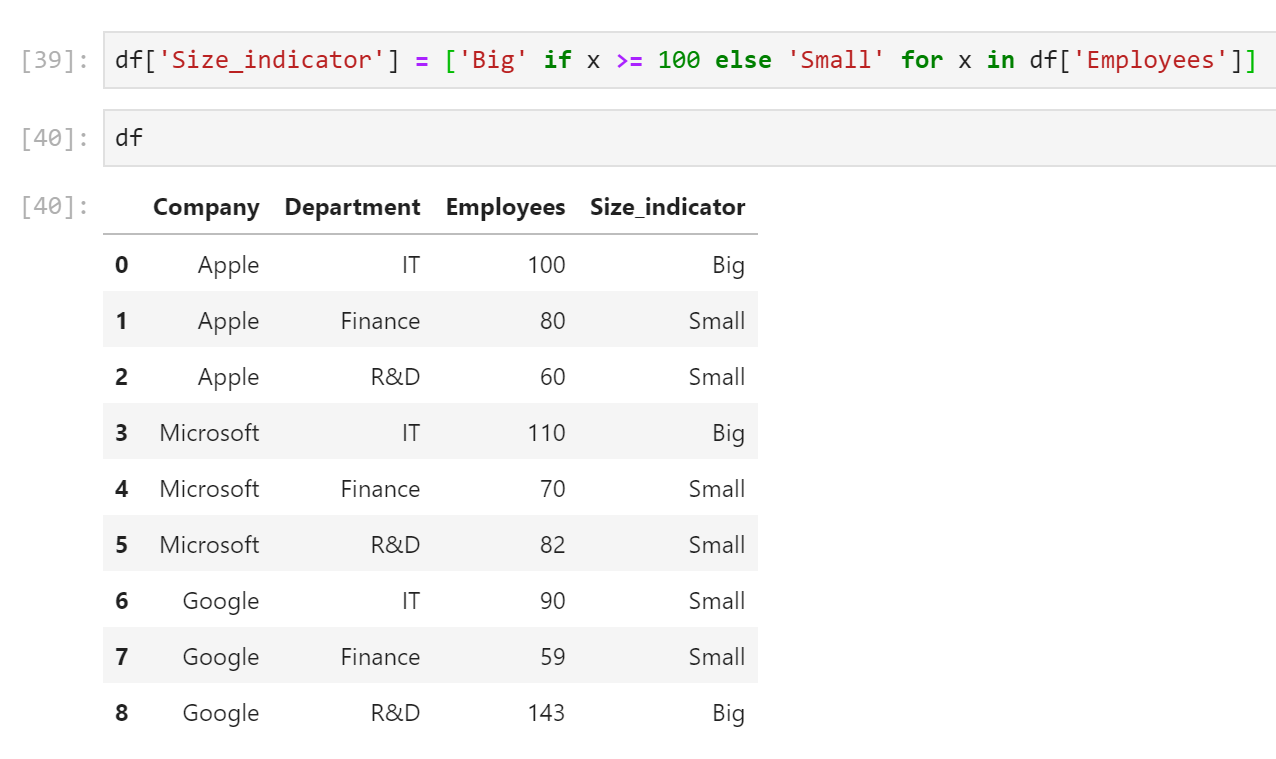 [39]: df['Size_indicator'] = ['Big' if x >= 100 else 'Small' for x in df['Employees']]
[40]: df
[40]: Company Department Employees Size_indicator
0 Apple IT 100 Big
1 Apple Finance 80 Small
2 Apple R&D 60 Small
3 Microsoft IT 110 Big
4 Microsoft Finance 70 Small
5 Microsoft R&D 82 Small
6 Google IT 90 Small
7 Google Finance 59 Small
8 Google R&D 143 Big